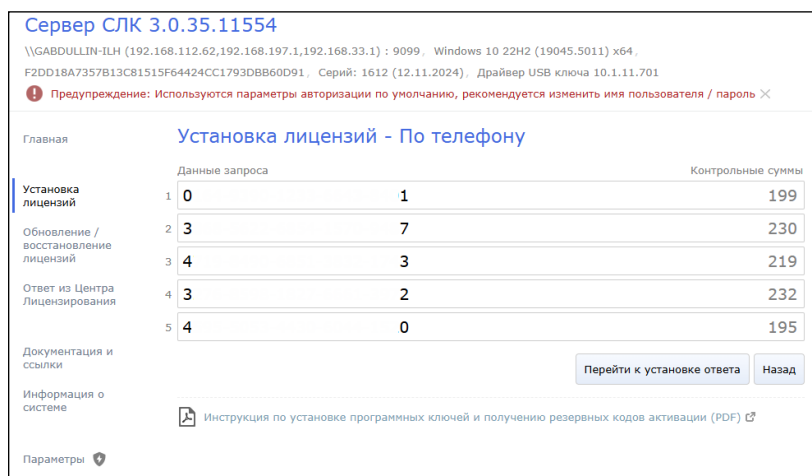 Сервер СЛК 3.0.35.11554
\\GABDULLIN-ILH (192.168.112.62,192.168.197.1,192.168.33.1) : 9099, Windows 10 22H2 (19045.5011) x64,
F2DD18A7357B13C81515F64424CC1793DBB60D91, Серий: 1612 (12.11.2024), Драйвер USB ключа 10.1.11.701
Предупреждение: Используются параметры авторизации по умолчанию, рекомендуется изменить имя пользователя / пароль
Главная
Установка лицензий - По телефону
Данные запроса Контрольные суммы
Установка
лицензий
1 0 1 199
Обновление /
восстановление
лицензий
2 3 7 230
3 4 3 219
Ответ из Центра
Лицензирования
4 3 2 232
5 4 0 195
Документация и
ссылки
Перейти к установке ответа Назад
Информация о
системе
Инструкция по установке программных ключей и получению резервных кодов активации (PDF)
Параметры